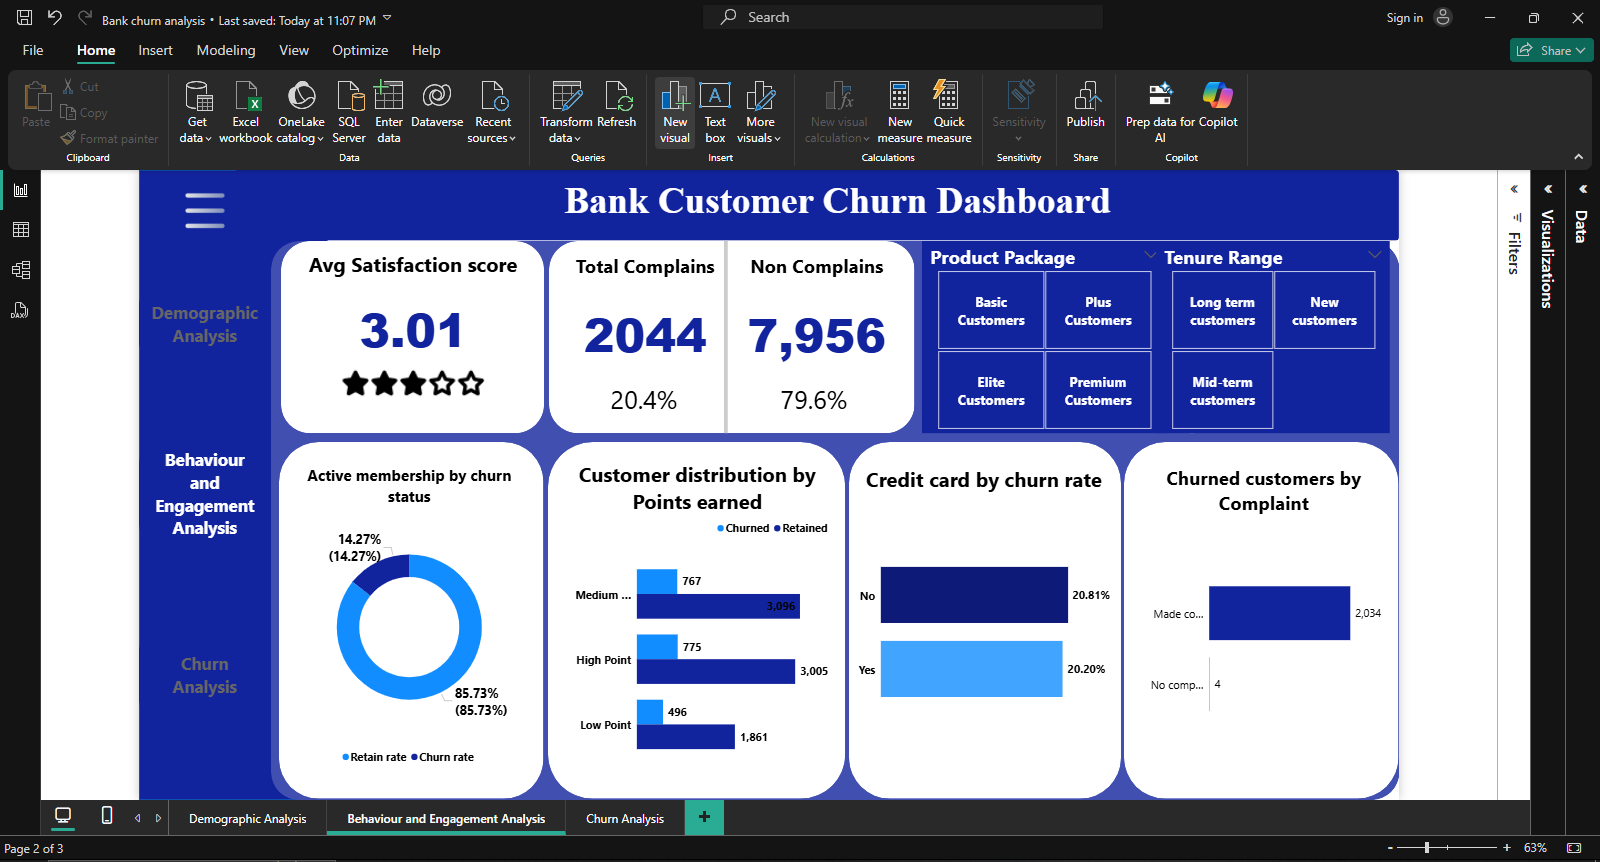 Bank churn analysis • Last saved: Today at 11:07 PM
Search
Sign in
File Home Insert Modeling View Optimize Help
Share
Paste
Cut
Copy
Format painter
Clipboard
Get data
Excel workbook
OneLake catalog
SQL Server
Enter data
Dataverse
Recent sources
Data
Transform data
Refresh
Queries
New visual
Text box
More visuals
Insert
New visual calculation
New measure
Quick measure
Calculations
Sensitivity
Sensitivity
Publish
Share
Prep data for AI
Copilot
Copilot
Bank Customer Churn Dashboard
Demographic
Analysis
Behaviour
and
Engagement
Analysis
Churn
Analysis
Avg Satisfaction score
3.01
Total Complains
2044
20.4%
Non Complains
7,956
79.6%
Product Package
Basic
Customers
Plus
Customers
Elite
Customers
Premium
Customers
Tenure Range
Long term
customers
New
customers
Mid-term
customers
Active membership by churn
status
14.27%
(14.27%)
85.73%
(85.73%)
Retain rate Churn rate
Customer distribution by
Points earned
Churned Retained
Medium ...
767
3,096
High Point
775
3,005
Low Point
496
1,861
Credit card by churn rate
No
20.81%
Yes
20.20%
Churned customers by
Complaint
Made co...
2,034
No comp...
4
Filters
Visualizations
Data
DAX
Demographic Analysis
Behaviour and Engagement Analysis
Churn Analysis
+
Page 2 of 3
- + 63%